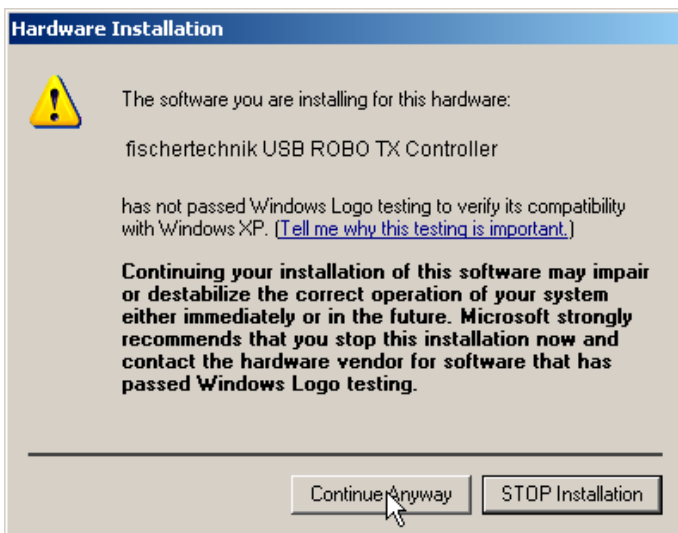 Hardware Installation
The software you are installing for this hardware:
fischertechnik USB ROBO TX Controller
has not passed Windows Logo testing to verify its compatibility
with Windows XP. (Tell me why this testing is important.)
Continuing your installation of this software may impair
or destabilize the correct operation of your system
either immediately or in the future. Microsoft strongly
recommends that you stop this installation now and
contact the hardware vendor for software that has
passed Windows Logo testing.
Continue Anyway
STOP Installation